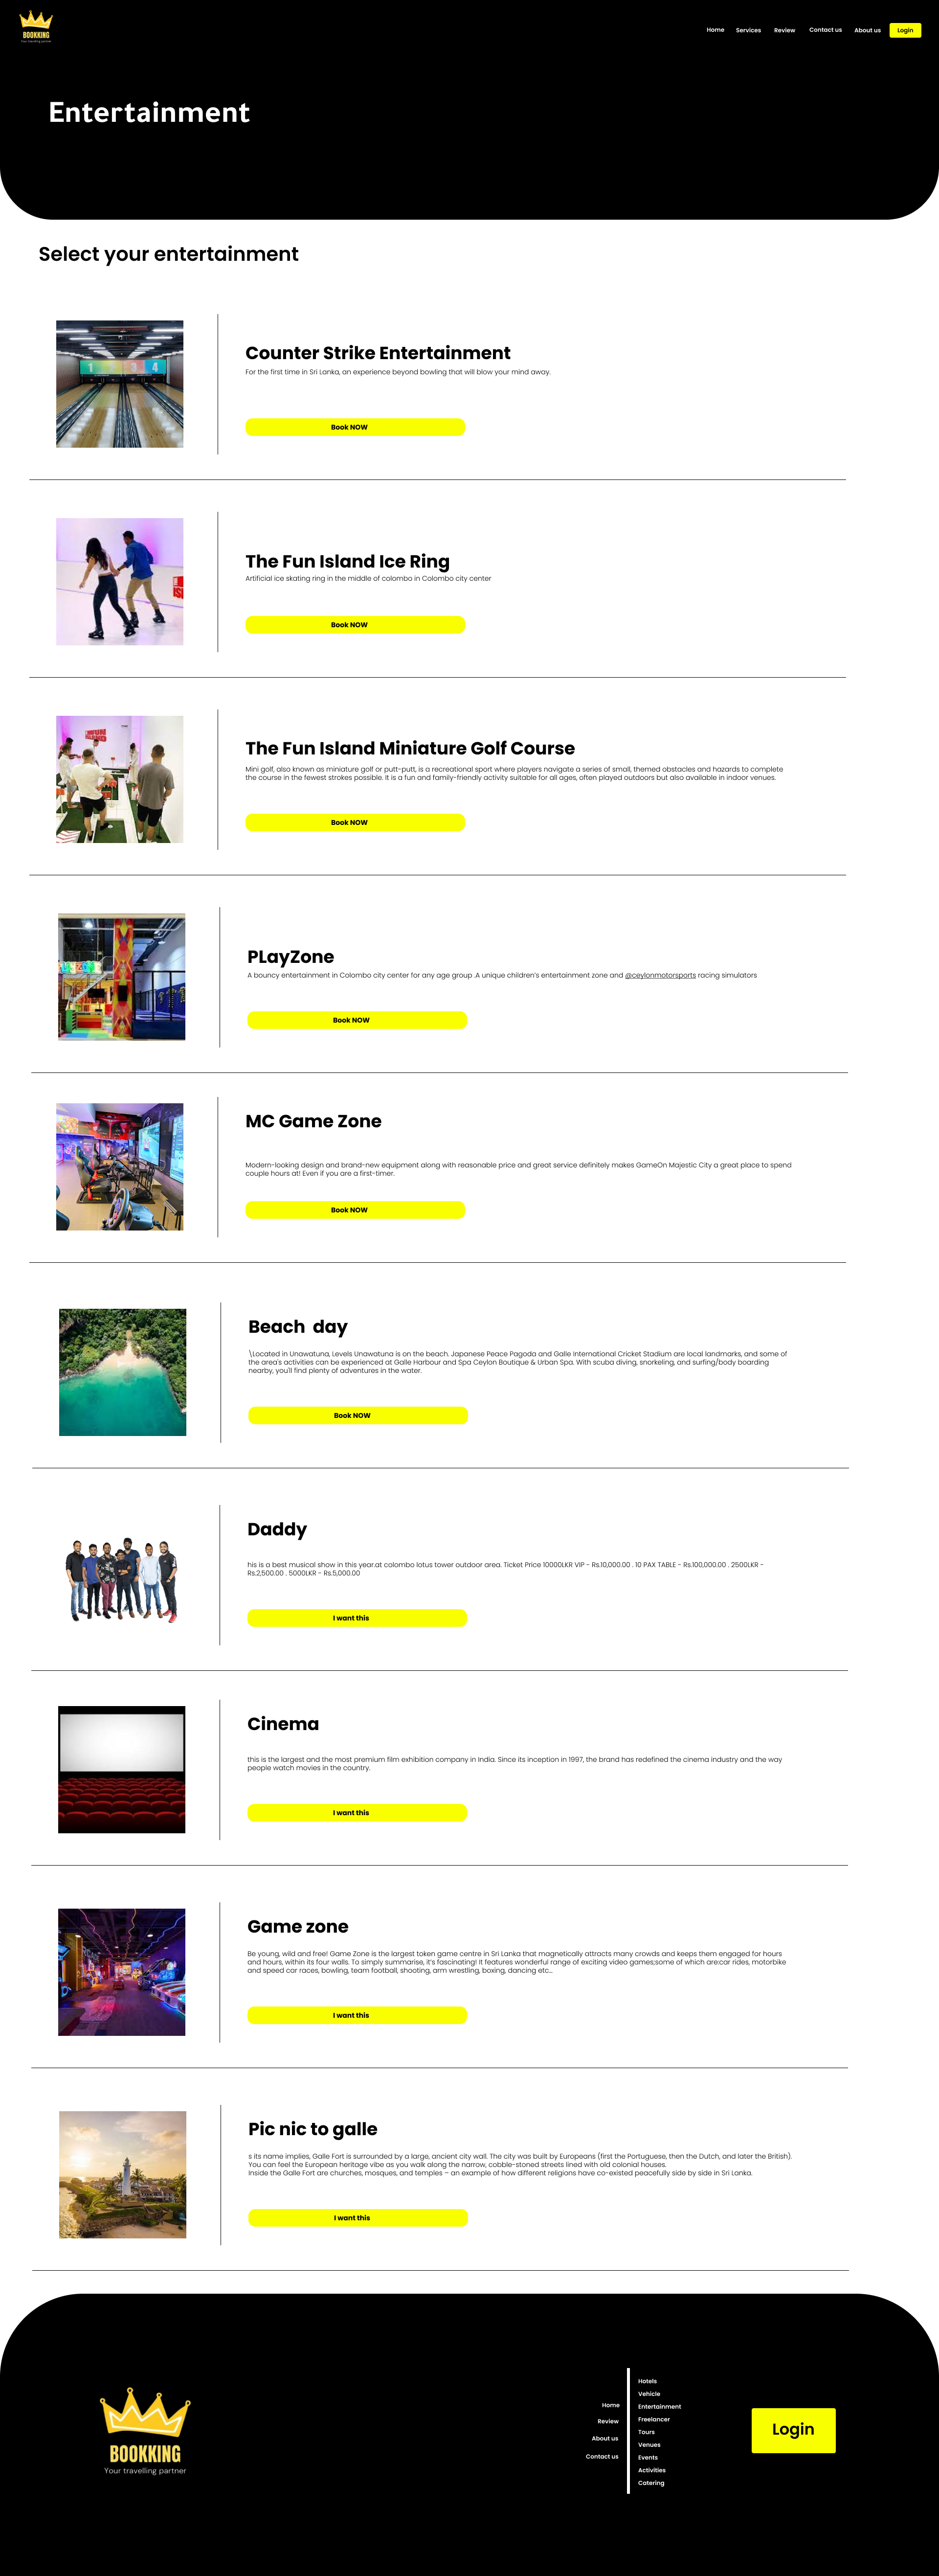 BOOKKING
Your travelling partner
Home
Services
Review
Contact us
About us
Login
Entertainment
Select your entertainment
1 3 4
Counter Strike Entertainment
For the first time in Sri Lanka, an experience beyond bowling that will blow your mind away.
Book NOW
The Fun Island Ice Ring
Artificial ice skating ring in the middle of colombo in Colombo city center
Book NOW
The Fun Island Miniature Golf Course
Mini golf, also known as miniature golf or putt-putt, is a recreational sport where players navigate a series of small, themed obstacles and hazards to complete
the course in the fewest strokes possible. It is a fun and family-friendly activity suitable for all ages, often played outdoors but also available in indoor venues.
Book NOW
PLayZone
A bouncy entertainment in Colombo city center for any age group .A unique children's entertainment zone and @ceylonmotorsports racing simulators
Book NOW
MC Game Zone
Modern-looking design and brand-new equipment along with reasonable price and great service definitely makes GameOn Majestic City a great place to spend
couple hours at! Even if you are a first-timer.
Book NOW
Beach day
\Located in Unawatuna, Levels Unawatuna is on the beach. Japanese Peace Pagoda and Galle International Cricket Stadium are local landmarks, and some of
the area's activities can be experienced at Galle Harbour and Spa Ceylon Boutique & Urban Spa. With scuba diving, snorkeling, and surfing/body boarding
nearby, you'll find plenty of adventures in the water.
Book NOW
Daddy
his is a best musical show in this year.at colombo lotus tower outdoor area. Ticket Price 10000LKR VIP - Rs.10,000.00 . 10 PAX TABLE - Rs.100,000.00 . 2500LKR -
Rs.2,500.00 . 5000LKR - Rs.5,000.00
I want this
Cinema
this is the largest and the most premium film exhibition company in India. Since its inception in 1997, the brand has redefined the cinema industry and the way
people watch movies in the country.
I want this
Game zone
Be young, wild and free! Game Zone is the largest token game centre in Sri Lanka that magnetically attracts many crowds and keeps them engaged for hours
and hours, within its four walls. To simply summarise, it's fascinating! It features wonderful range of exciting video games;some of which are:car rides, motorbike
and speed car races, bowling, team football, shooting, arm wrestling, boxing, dancing etc...
I want this
Pic nic to galle
s its name implies, Galle Fort is surrounded by a large, ancient city wall. The city was built by Europeans (first the Portuguese, then the Dutch, and later the British).
You can feel the European heritage vibe as you walk along the narrow, cobble-stoned streets lined with old colonial houses.
Inside the Galle Fort are churches, mosques, and temples – an example of how different religions have co-existed peacefully side by side in Sri Lanka.
I want this
BOOKKING
Your travelling partner
Home
Review
About us
Contact us
Hotels
Vehicle
Entertainment
Freelancer
Tours
Venues
Events
Activities
Catering
Login